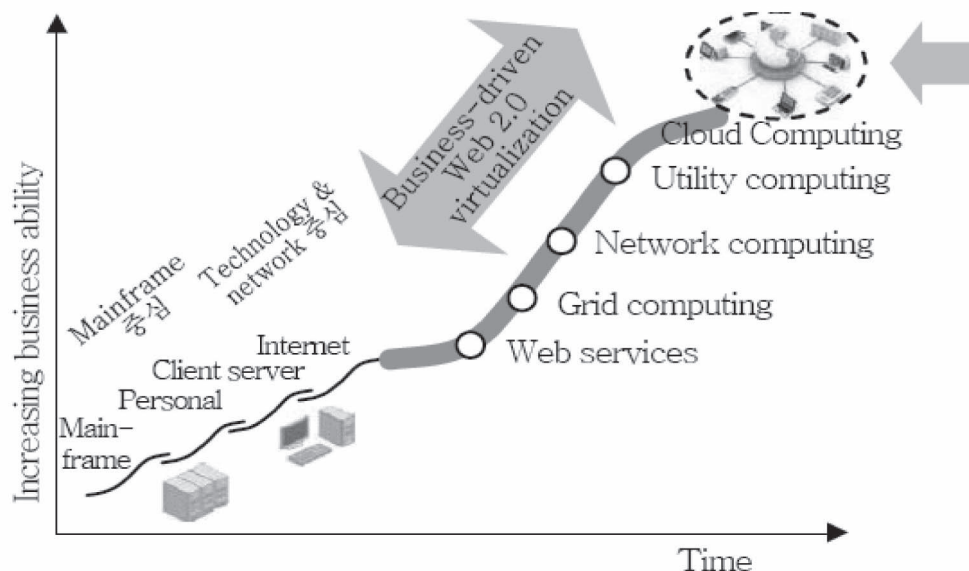 Increasing business ability
Business-driven
Web 2.0
virtualization
Technology &
network 중심
Mainframe
중심
Cloud Computing
Utility computing
Network computing
Grid computing
Web services
Internet
Client server
Personal
Main-
frame
Time